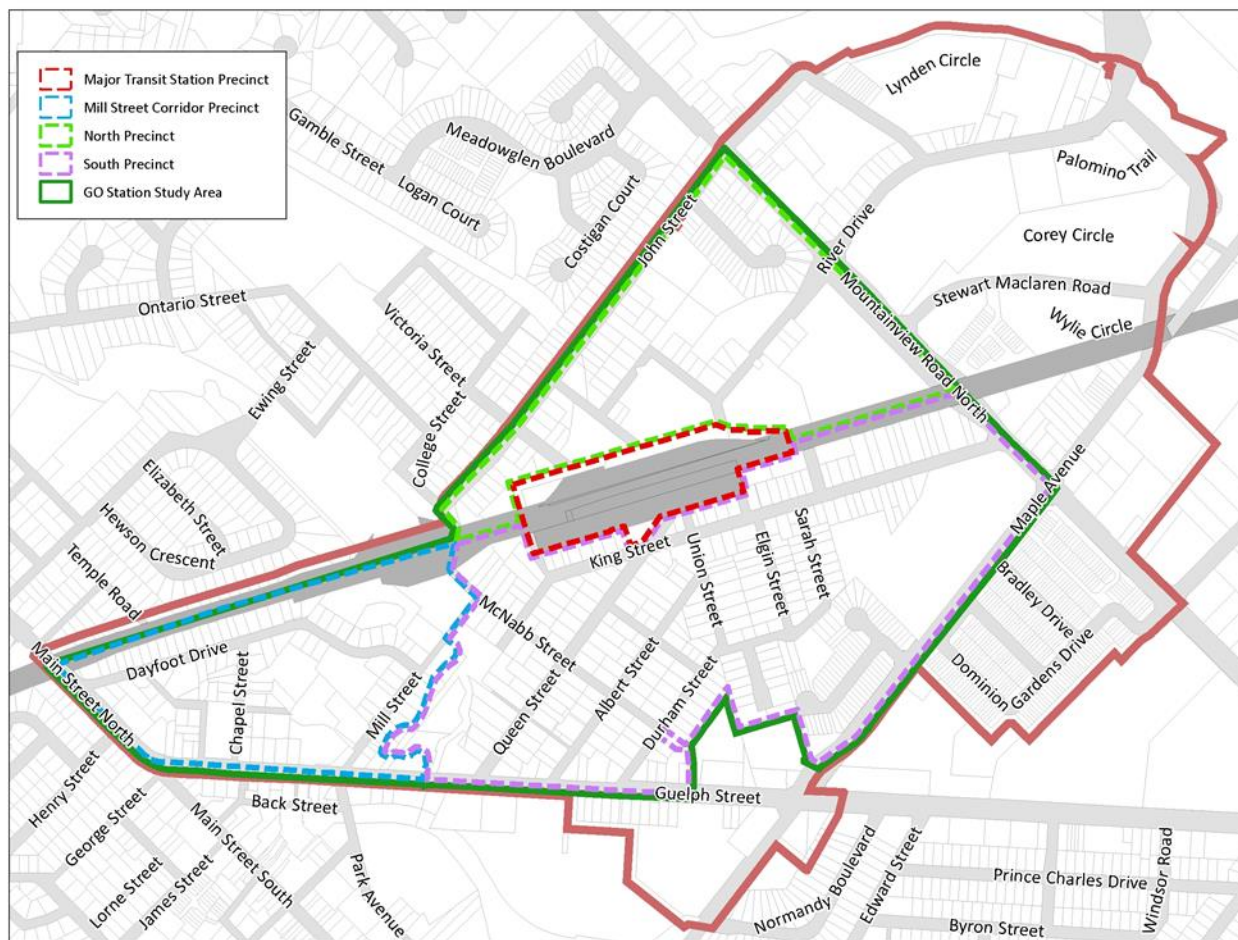 Major Transit Station Precinct
Mill Street Corridor Precinct
North Precinct
South Precinct
GO Station Study Area
Lynden Circle
Gamble Street
Meadowglen Boulevard
Palomino Trail
Logan Court
Costigan Court
John Street
River Drive
Corey Circle
Ontario Street
Victoria Street
Mountainview Road North
Stewart Maclaren Road
Wylie Circle
Ewing Street
College Street
Elizabeth Street
Hewson Crescent
Maple Avenue
Temple Road
King Street
Union Street
Elgin Street
Sarah Street
Bradley Drive
McNabb Street
Main Street North
Dayfoot Drive
Chapel Street
Mill Street
Queen Street
Albert Street
Durham Street
Dominion
Gardens Drive
Henry Street
George Street
Back Street
Guelph Street
Main Street South
Lorne Street
James Street
Park Avenue
Normandy Boulevard
Edward Street
Prince Charles Drive
Byron Street
Windsor Road